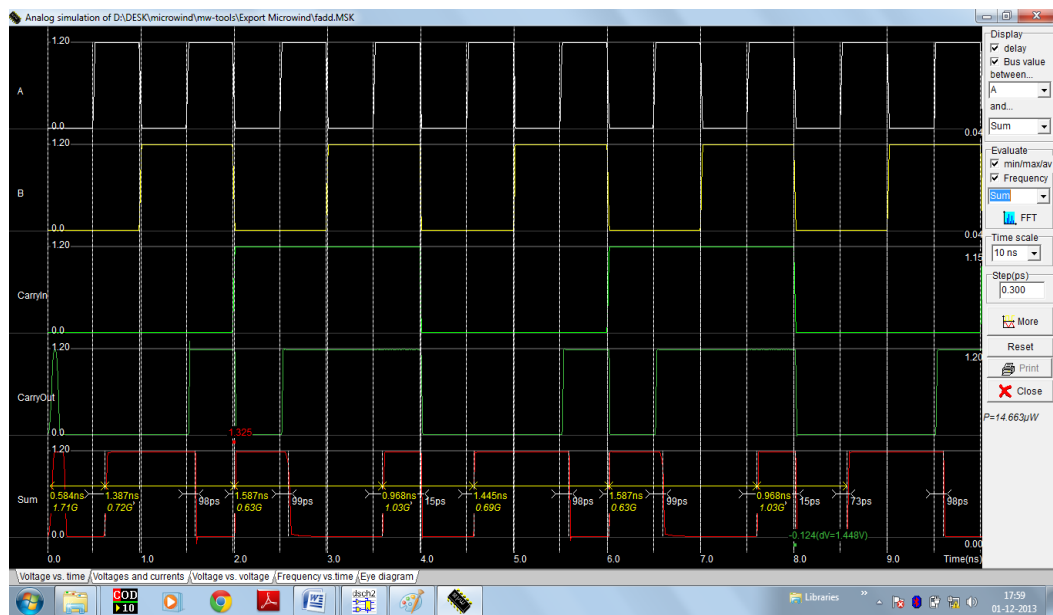 Analog simulation of D:\DESK\microwind\mw-tools\Export Microwind\fadd.MSK
Display
delay
Bus value
between...
A
and...
Sum
Evaluate
min/max/av
Frequency
Sum
FFT
Time scale
10 ns
Step(ps)
0.300
More
Reset
Print
Close
P=14.663µW
1.20
A
0.0
0.04
1.20
B
0.0
0.04
1.20
1.15
CarryIn
0.0
1.20
1.20
CarryOut
0.0
1.325
1.20
Sum
0.584ns 1.387ns 98ps 1.587ns 99ps 0.968ns 15ps 1.445ns 98ps 1.587ns 99ps 0.968ns 15ps 73ps 98ps
1.71G 0.72G' 0.63G 1.03G' 0.69G 0.63G 1.03G'
0.0
-0.124(dV=1.448V)
0.00
0.0 1.0 2.0 3.0 4.0 5.0 6.0 7.0 8.0 9.0 Time(ns)
Voltage vs. time Voltages and currents Voltage vs. voltage Frequency vs.time Eye diagram
COD
10
dsch2
Libraries
17:59
01-12-2013